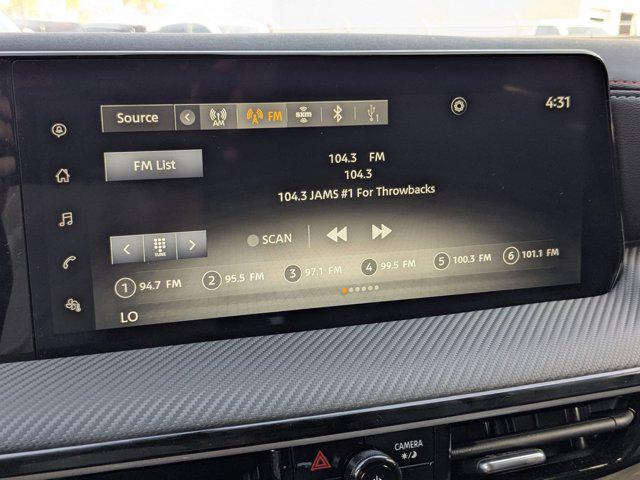 Source AM FM sxm 1 4:31
FM List
104.3 FM
104.3
104.3 JAMS #1 For Throwbacks
TUNE SCAN
1 94.7 FM 2 95.5 FM 3 97.1 FM 4 99.5 FM 5 100.3 FM 6 101.1 FM
LO
CAMERA